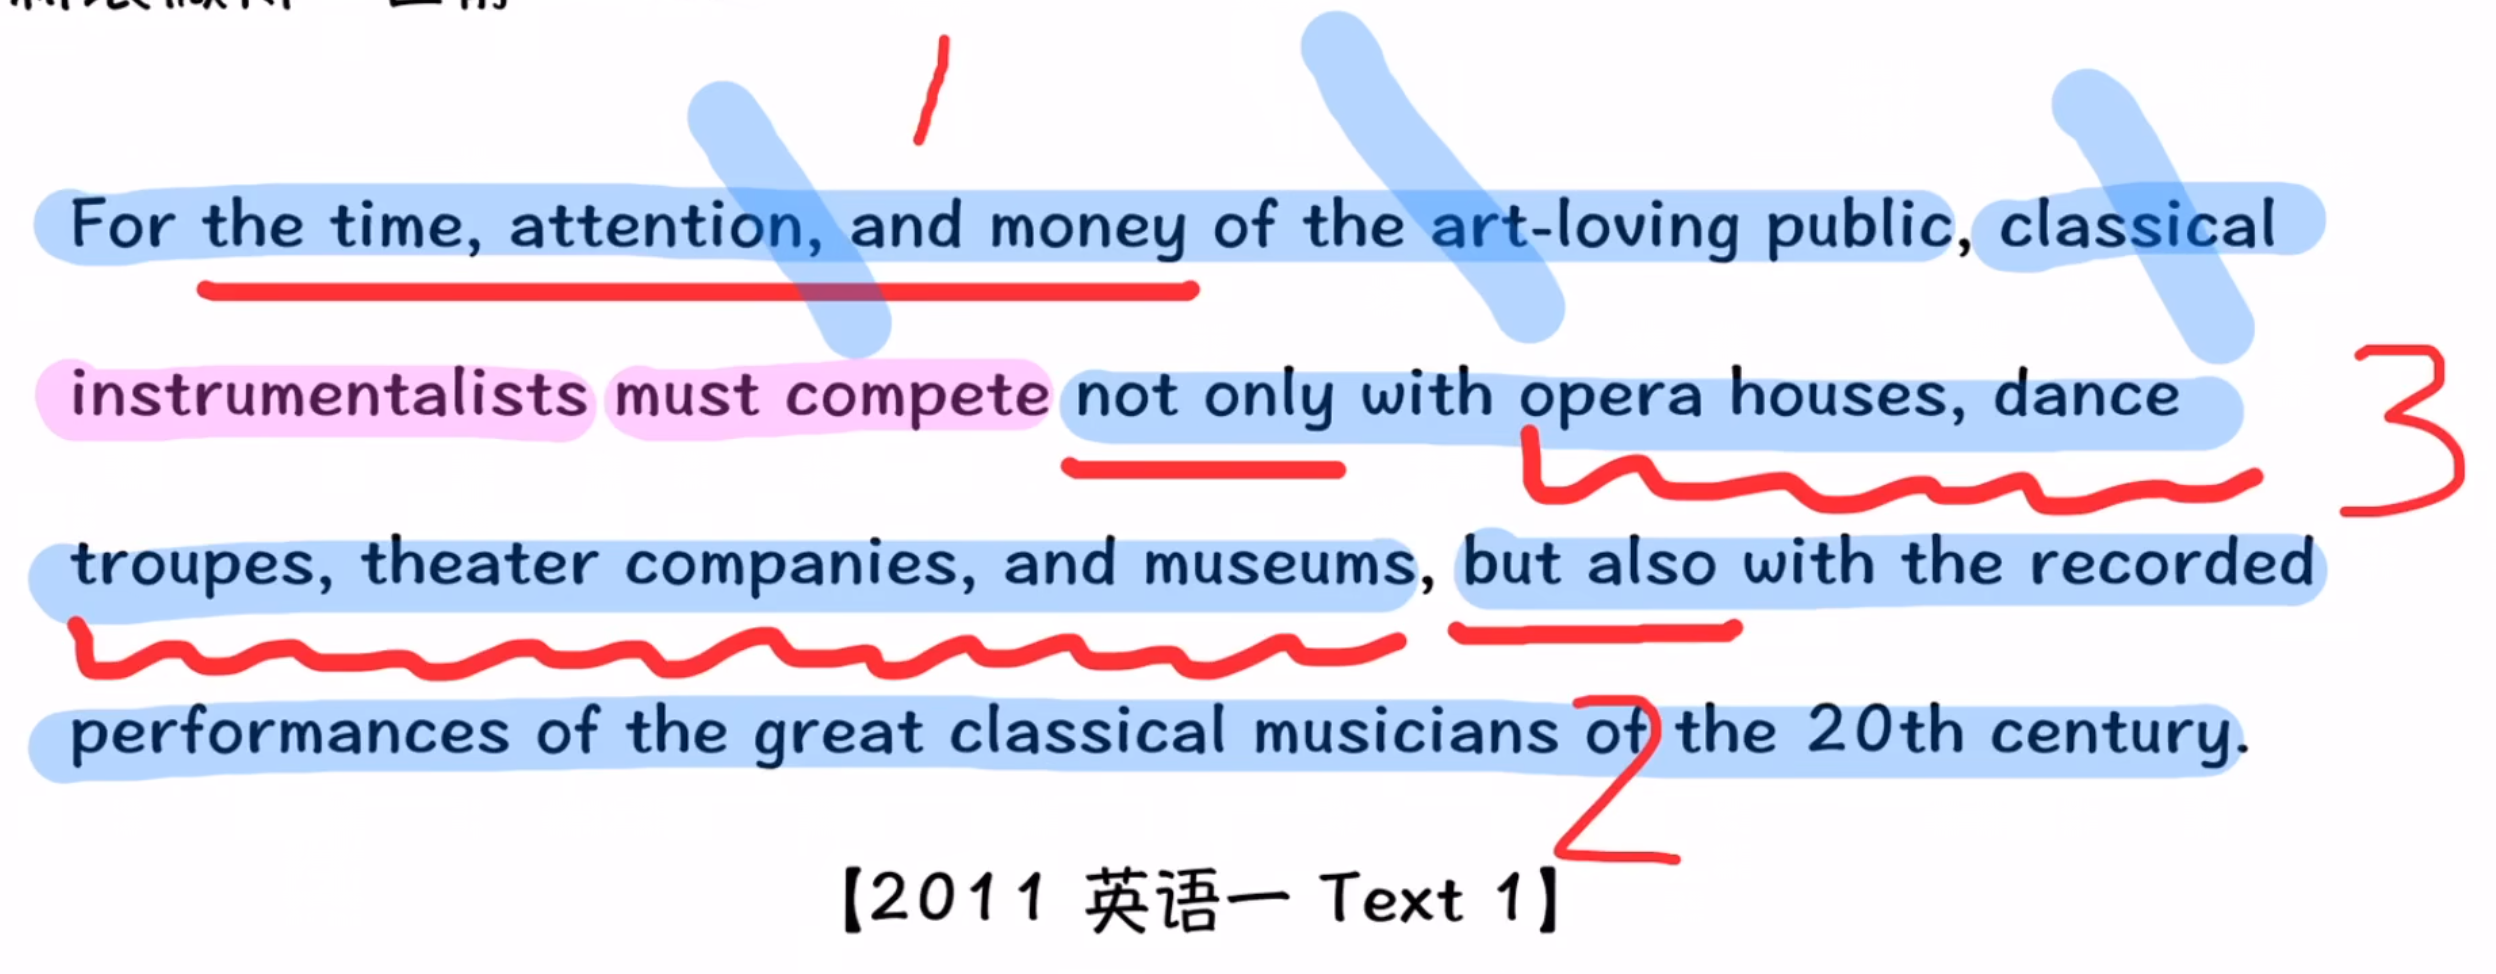 1
For the time, attention, and money of the art-loving public, classical
instrumentalists must compete not only with opera houses, dance
3
troupes, theater companies, and museums, but also with the recorded
performances of the great classical musicians of the 20th century.
2
【2011 英语一 Text 1】